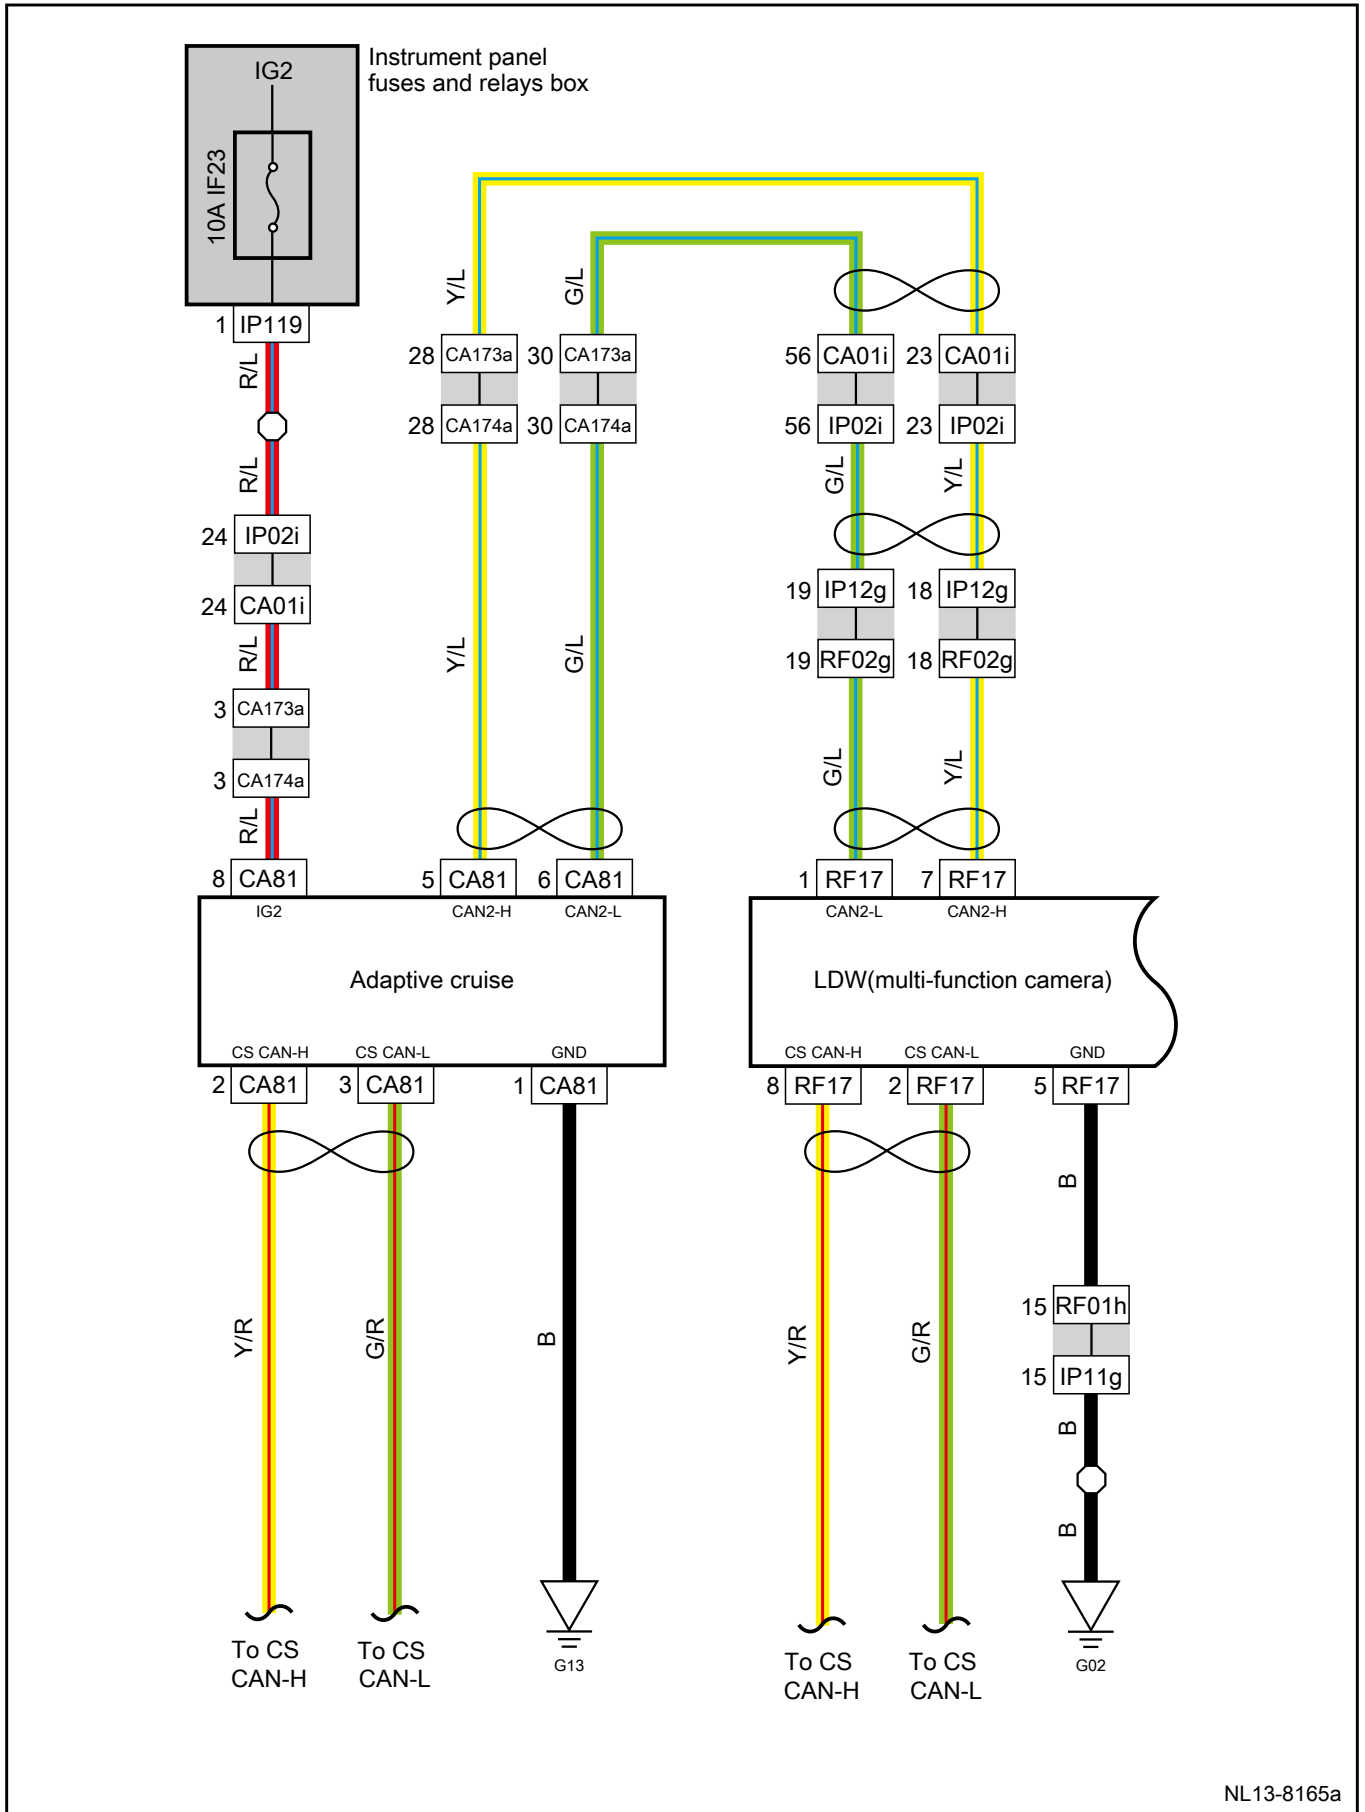 IG2
Instrument panel
fuses and relays box
10A IF23
1 IP119
R/L
Y/L
G/L
28 CA173a
30 CA173a
56 CA01i
23 CA01i
28 CA174a
30 CA174a
56 IP02i
23 IP02i
R/L
G/L
Y/L
24 IP02i
24 CA01i
19 IP12g
18 IP12g
19 RF02g
18 RF02g
R/L
Y/L
G/L
3 CA173a
3 CA174a
G/L
Y/L
R/L
8 CA81
5 CA81
6 CA81
1 RF17
7 RF17
IG2
CAN2-H
CAN2-L
CAN2-L
CAN2-H
Adaptive cruise
LDW(multi-function camera)
CS CAN-H
CS CAN-L
GND
CS CAN-H
CS CAN-L
GND
2 CA81
3 CA81
1 CA81
8 RF17
2 RF17
5 RF17
B
15 RF01h
15 IP11g
Y/R
G/R
B
Y/R
G/R
B
B
To CS
CAN-H
To CS
CAN-L
G13
To CS
CAN-H
To CS
CAN-L
G02
NL13-8165a